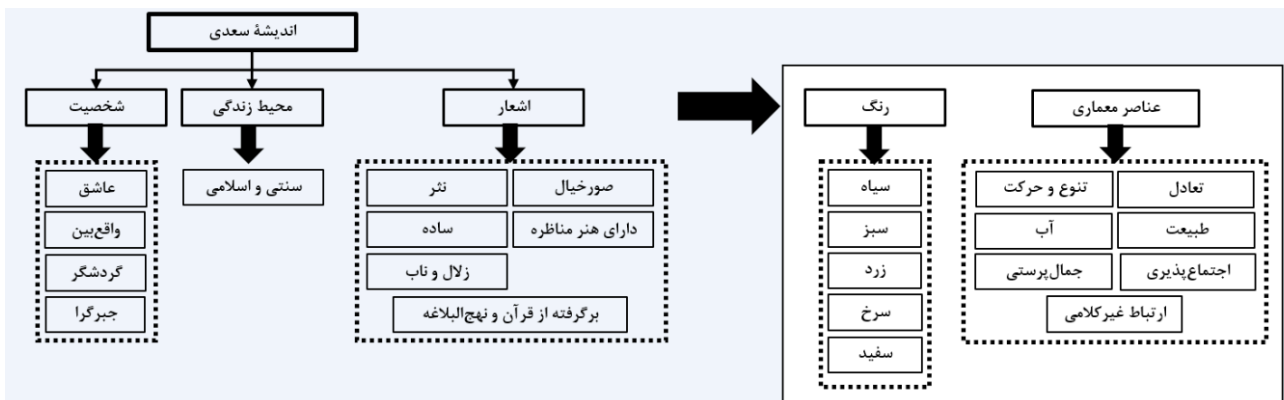 اندیشهٔ سعدی
اشعار
محیط زندگی
شخصیت
صورخیال
نثر
دارای هنر مناظره
ساده
زلال و ناب
برگرفته از قرآن و نهج‌البلاغه
سنتی و اسلامی
عاشق
واقع‌بین
گردشگر
جبرگرا
عناصر معماری
رنگ
تعادل
تنوع و حرکت
طبیعت
آب
اجتماع‌پذیری
جمال‌پرستی
ارتباط غیرکلامی
سیاه
سبز
زرد
سرخ
سفید